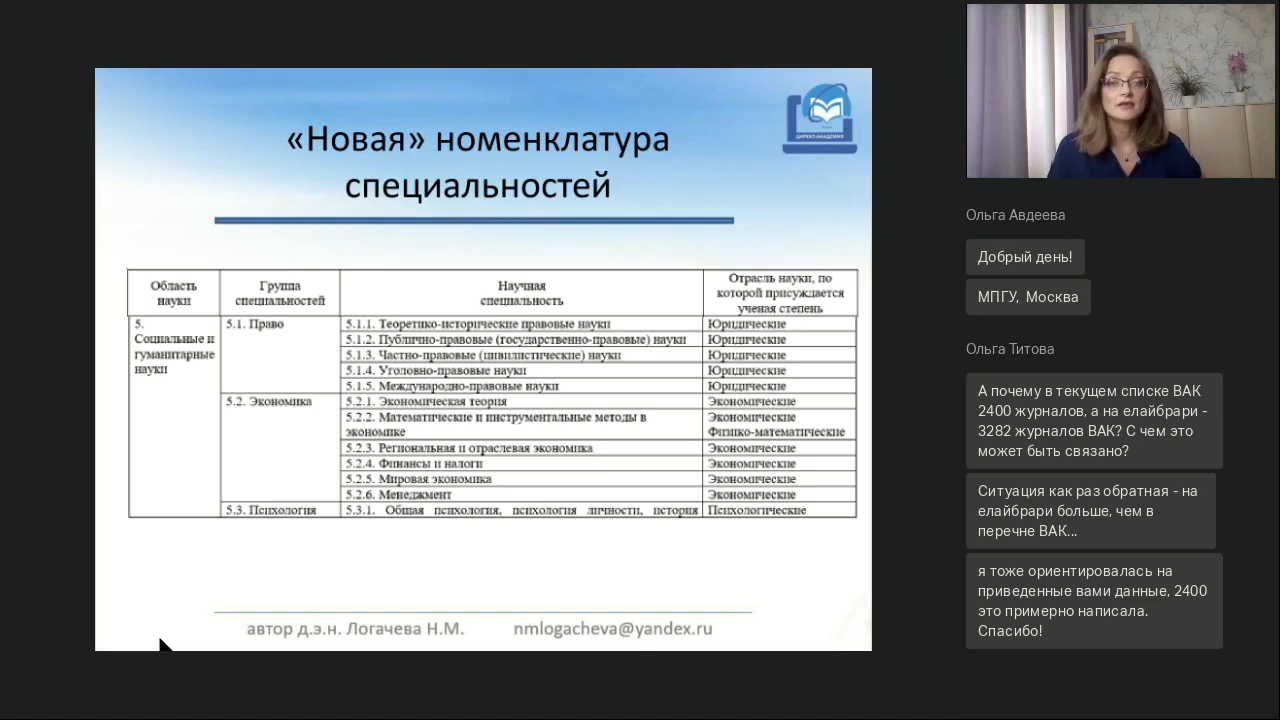 «Новая» номенклатура
специальностей
ДИРЕКТ-АКАДЕМИЯ
Область
науки
Группа
специальностей
Научная
специальность
Отрасль науки, по
которой присуждается
ученая степень
5.
Социальные и
гуманитарные
науки
5.1. Право
5.1.1. Теоретико-исторические правовые науки
Юридические
5.1.2. Публично-правовые (государственно-правовые) науки
Юридические
5.1.3. Частно-правовые (цивилистические) науки
Юридические
5.1.4. Уголовно-правовые науки
Юридические
5.1.5. Международно-правовые науки
Юридические
5.2. Экономика
5.2.1. Экономическая теория
Экономические
5.2.2. Математические и инструментальные методы в
экономике
Экономические
Физико-математические
5.2.3. Региональная и отраслевая экономика
Экономические
5.2.4. Финансы и налоги
Экономические
5.2.5. Мировая экономика
Экономические
5.2.6. Менеджмент
Экономические
5.3. Психология
5.3.1. Общая психология, психология личности, история
Психологические
автор д.э.н. Логачева Н.М.
nmlogacheva@yandex.ru
Ольга Авдеева
Добрый день!
МПГУ, Москва
Ольга Титова
А почему в текущем списке ВАК
2400 журналов, а на елайбрари -
3282 журналов ВАК? С чем это
может быть связано?
Ситуация как раз обратная - на
елайбрари больше, чем в
перечне ВАК...
я тоже ориентировалась на
приведенные вами данные, 2400
это примерно написала.
Спасибо!